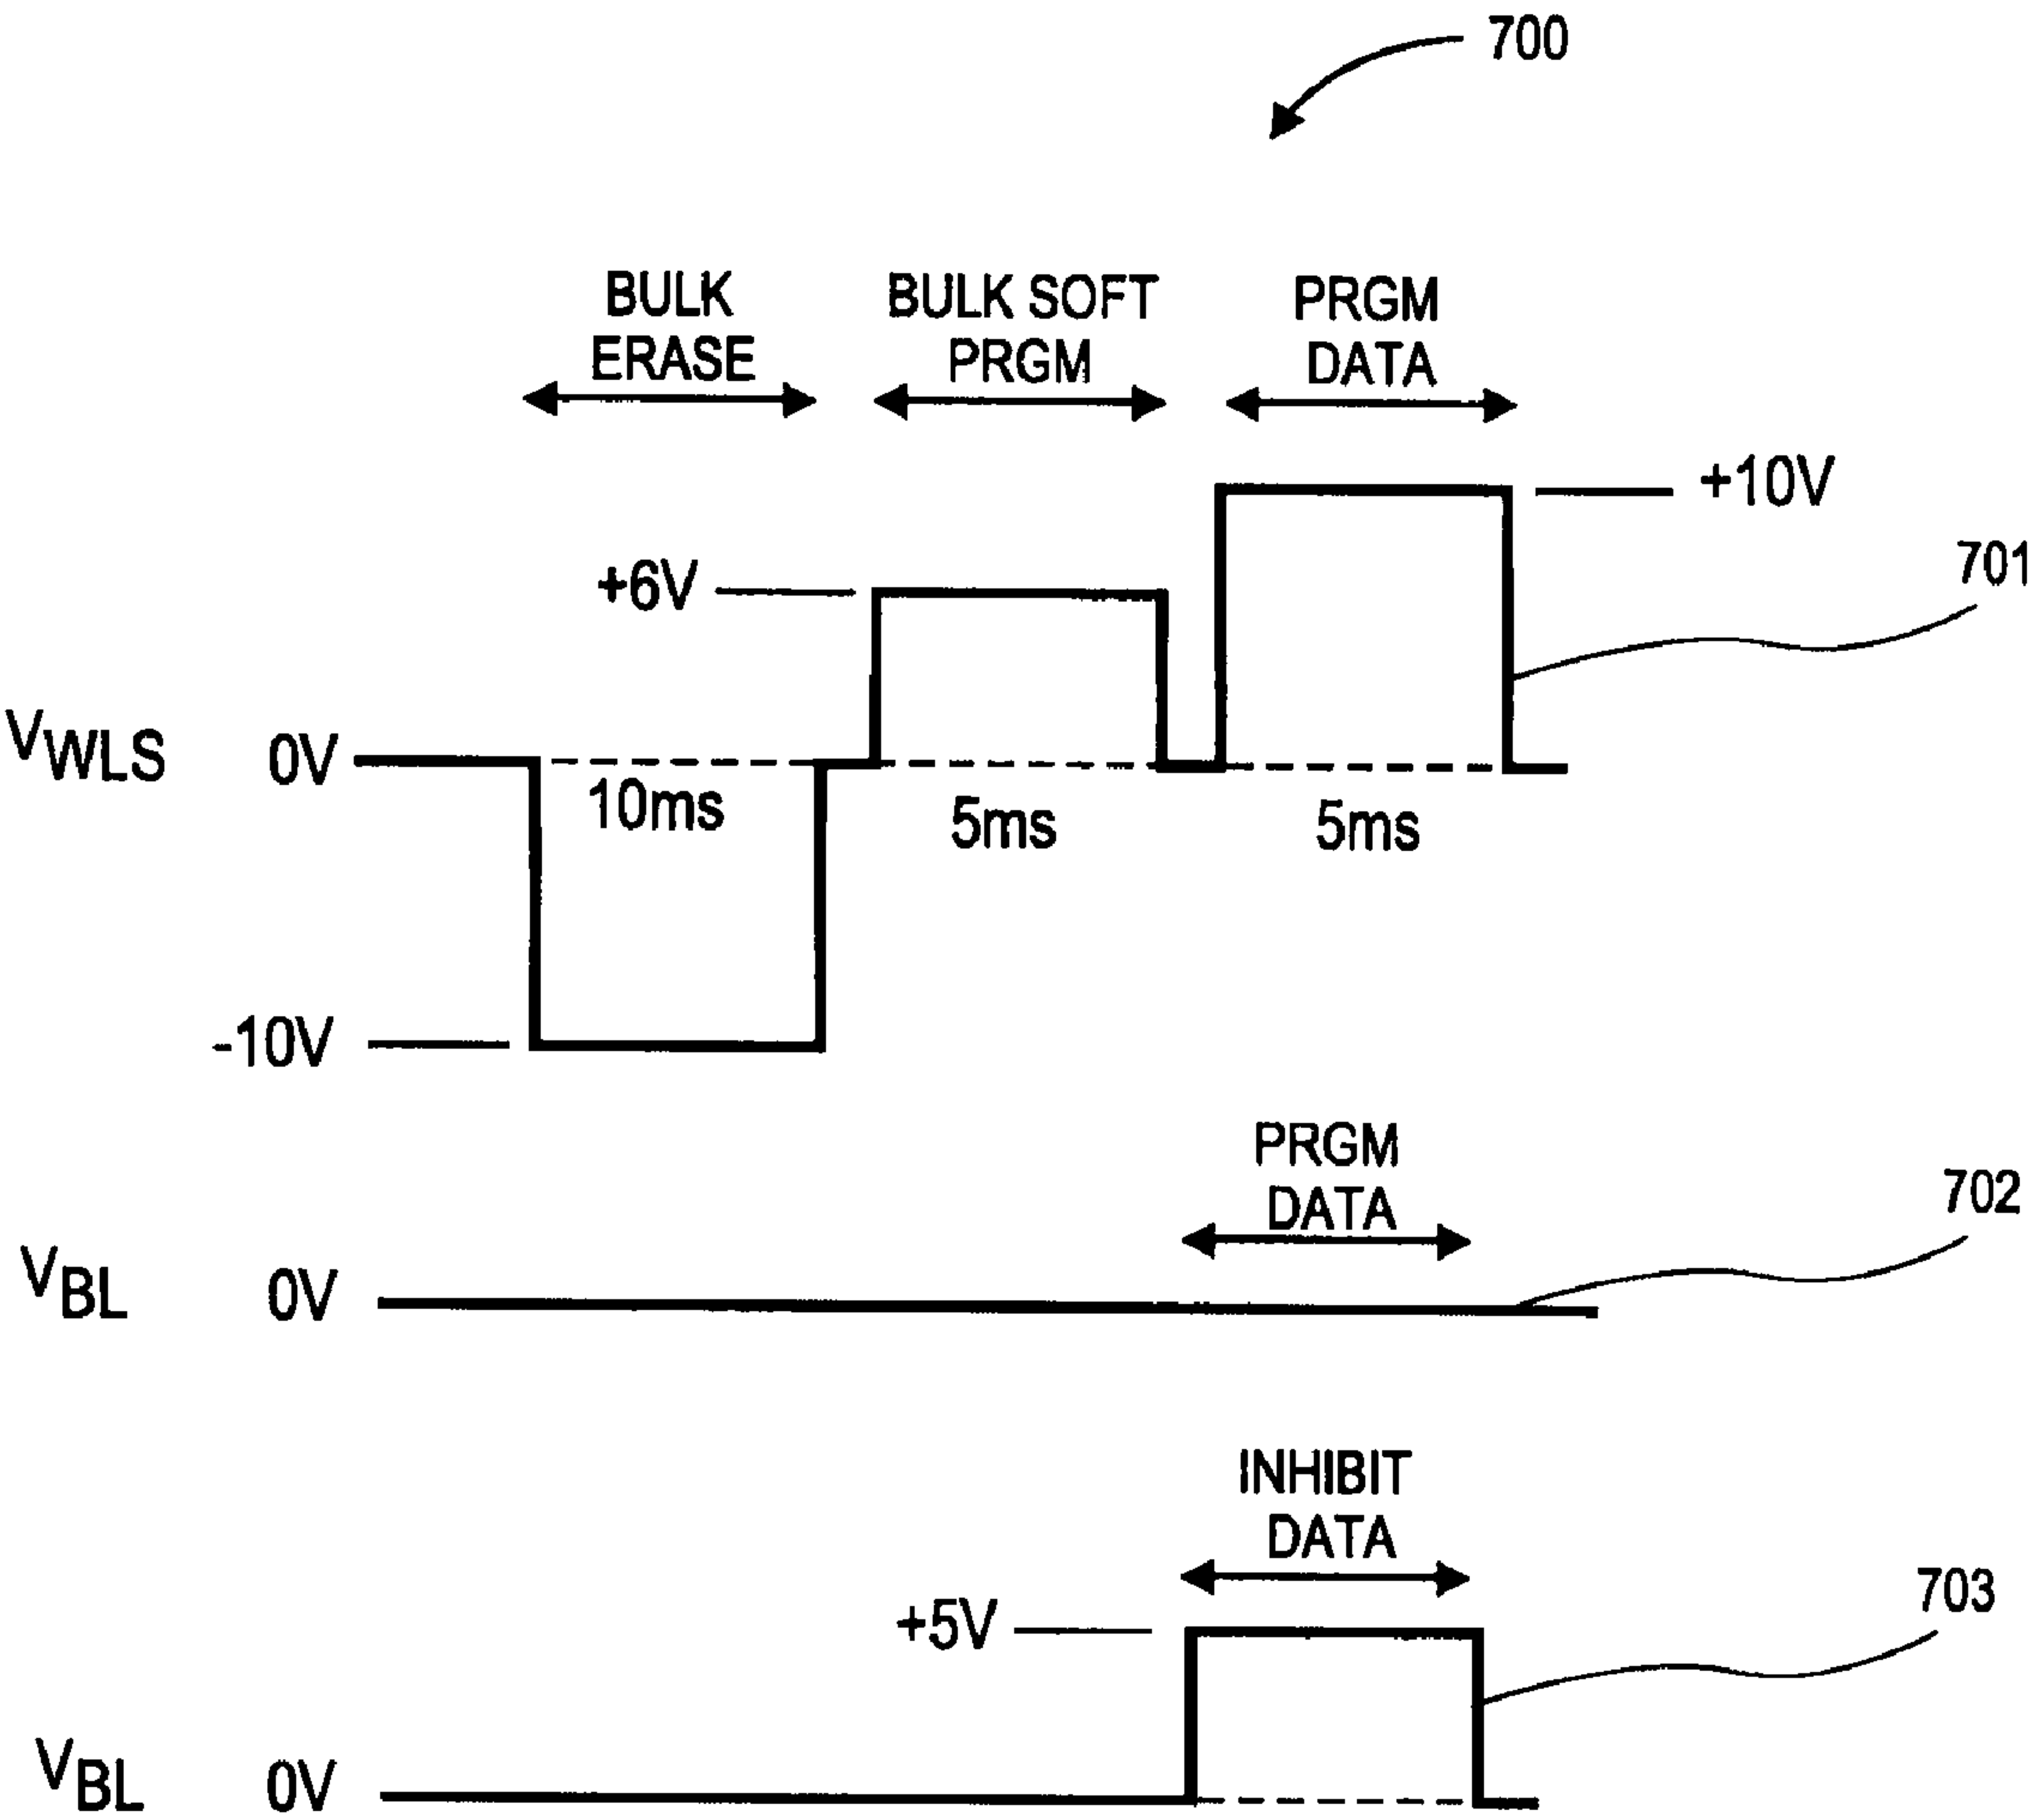 700
BULK
ERASE
BULK SOFT
PRGM
PRGM
DATA
+10V
701
+6V
VWLS 0V
10ms
5ms
5ms
-10V
PRGM
DATA
702
VBL 0V
INHIBIT
DATA
703
+5V
VBL 0V